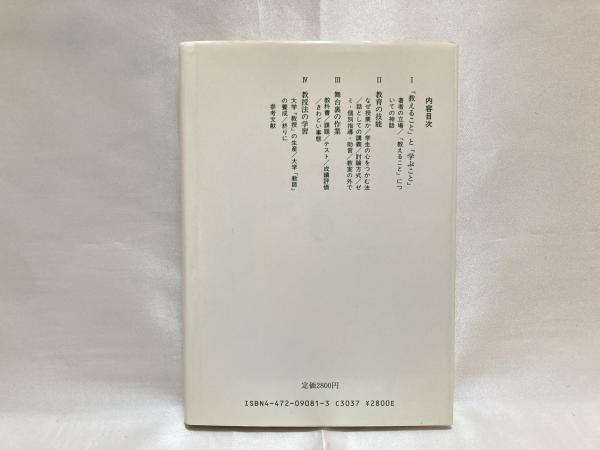 内容目次
Ⅰ 「教えること」と「学ぶこと」
著者の立場／「教えること」につ
いての神話
Ⅱ 教育の技能
なぜ授業か／学生の心をつかむ法
／話としての講義／討論方式／ゼ
ミ・個別指導・助言／教室の外で
Ⅲ 舞台裏の作業
教科書／課題／テスト／成績評価
／きわどい事態
Ⅳ 教授法の学習
大学「教授」の生産／大学「教師」
の養成／終りに
参考文献
定価2800円
ISBN4-472-09081-3 C3037 ¥2800E